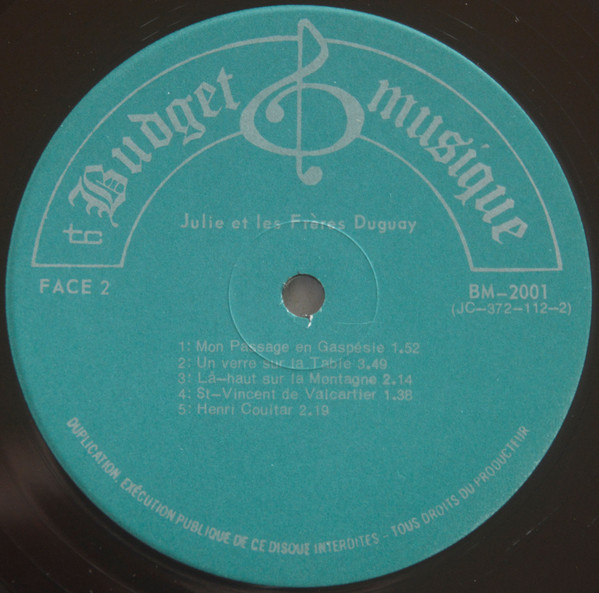 Budget musique
Julie et les Frères Duguay
FACE 2
BM-2001
(JC-372-112-2)
1: Mon Passage en Gaspésie 1.52
2: Un verre sur la Table 3.49
3: Là-haut sur la Montagne 2.14
4: St-Vincent de Valcartier 1.38
5: Henri Coultar 2.19
DUPLICATION, EXÉCUTION PUBLIQUE DE CE DISQUE INTERDITES - TOUS DROITS DU PRODUCTEUR